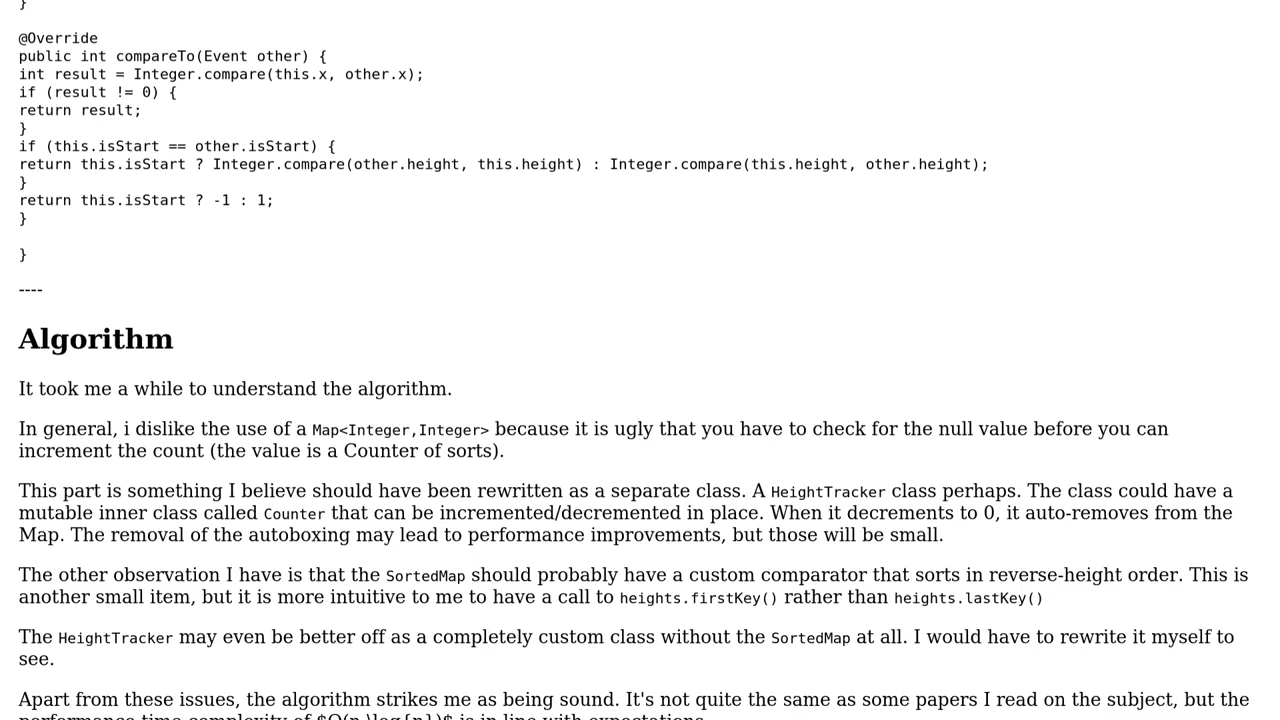 }
@Override
public int compareTo(Event other) {
int result = Integer.compare(this.x, other.x);
if (result != 0) {
return result;
}
if (this.isStart == other.isStart) {
return this.isStart ? Integer.compare(other.height, this.height) : Integer.compare(this.height, other.height);
}
return this.isStart ? -1 : 1;
}
}
----
Algorithm
It took me a while to understand the algorithm.
In general, i dislike the use of a Map<Integer,Integer> because it is ugly that you have to check for the null value before you can
increment the count (the value is a Counter of sorts).
This part is something I believe should have been rewritten as a separate class. A HeightTracker class perhaps. The class could have a
mutable inner class called Counter that can be incremented/decremented in place. When it decrements to 0, it auto-removes from the
Map. The removal of the autoboxing may lead to performance improvements, but those will be small.
The other observation I have is that the SortedMap should probably have a custom comparator that sorts in reverse-height order. This is
another small item, but it is more intuitive to me to have a call to heights.firstKey() rather than heights.lastKey()
The HeightTracker may even be better off as a completely custom class without the SortedMap at all. I would have to rewrite it myself to
see.
Apart from these issues, the algorithm strikes me as being sound. It's not quite the same as some papers I read on the subject, but the
performance time complexity of $O(n \log{n})$ is in line with expectations.